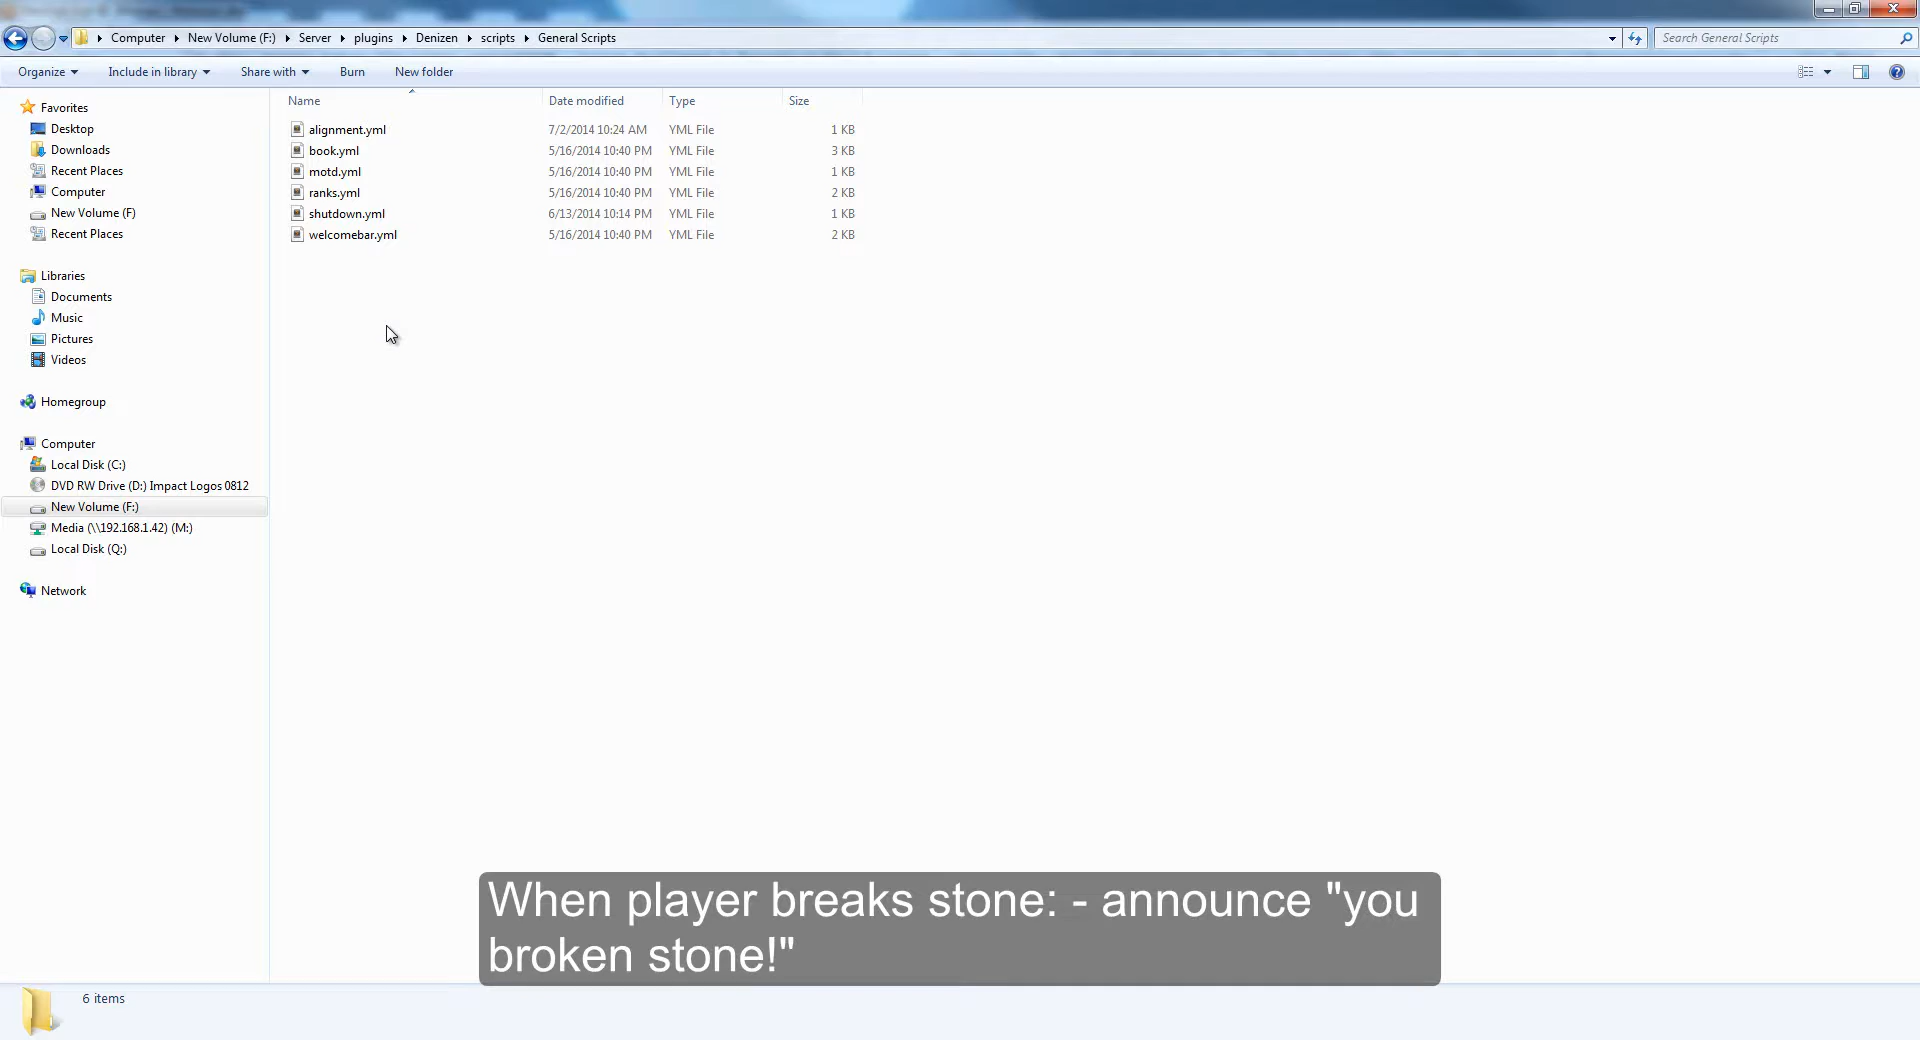 Computer New Volume (F:) Server plugins Denizen scripts General Scripts
Search General Scripts
Organize Include in library Share with Burn New folder
Name Date modified Type Size
alignment.yml 7/2/2014 10:24 AM YML File 1 KB
book.yml 5/16/2014 10:40 PM YML File 3 KB
motd.yml 5/16/2014 10:40 PM YML File 1 KB
ranks.yml 5/16/2014 10:40 PM YML File 2 KB
shutdown.yml 6/13/2014 10:14 PM YML File 1 KB
welcomebar.yml 5/16/2014 10:40 PM YML File 2 KB
Favorites
Desktop
Downloads
Recent Places
Computer
New Volume (F)
Recent Places
Libraries
Documents
Music
Pictures
Videos
Homegroup
Computer
Local Disk (C:)
DVD RW Drive (D:) Impact Logos 0812
New Volume (F:)
Media (\\192.168.1.42) (M:)
Local Disk (Q:)
Network
When player breaks stone: - announce "you
broken stone!"
6 items